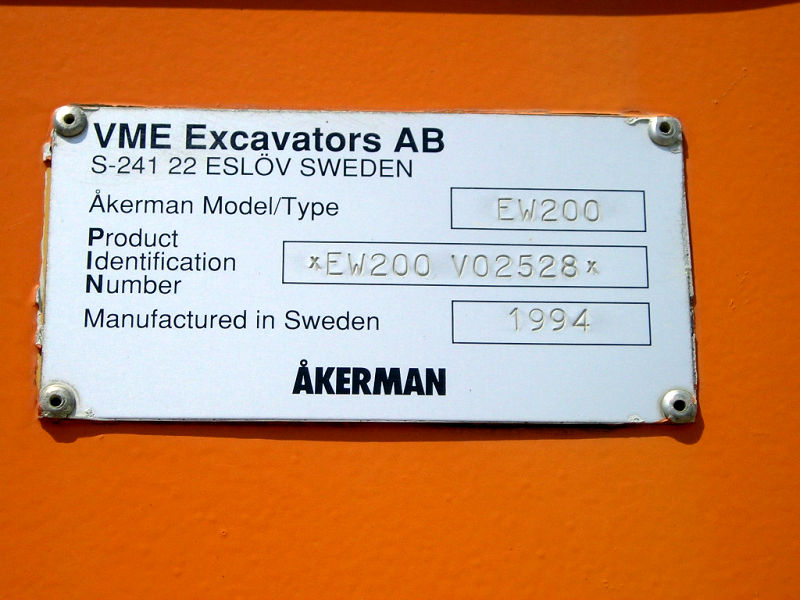 VME Excavators AB
S-241 22 ESLÖV SWEDEN
Åkerman Model/Type EW200
Product
Identification *EW200 V02528*
Number
Manufactured in Sweden 1994
ÅKERMAN